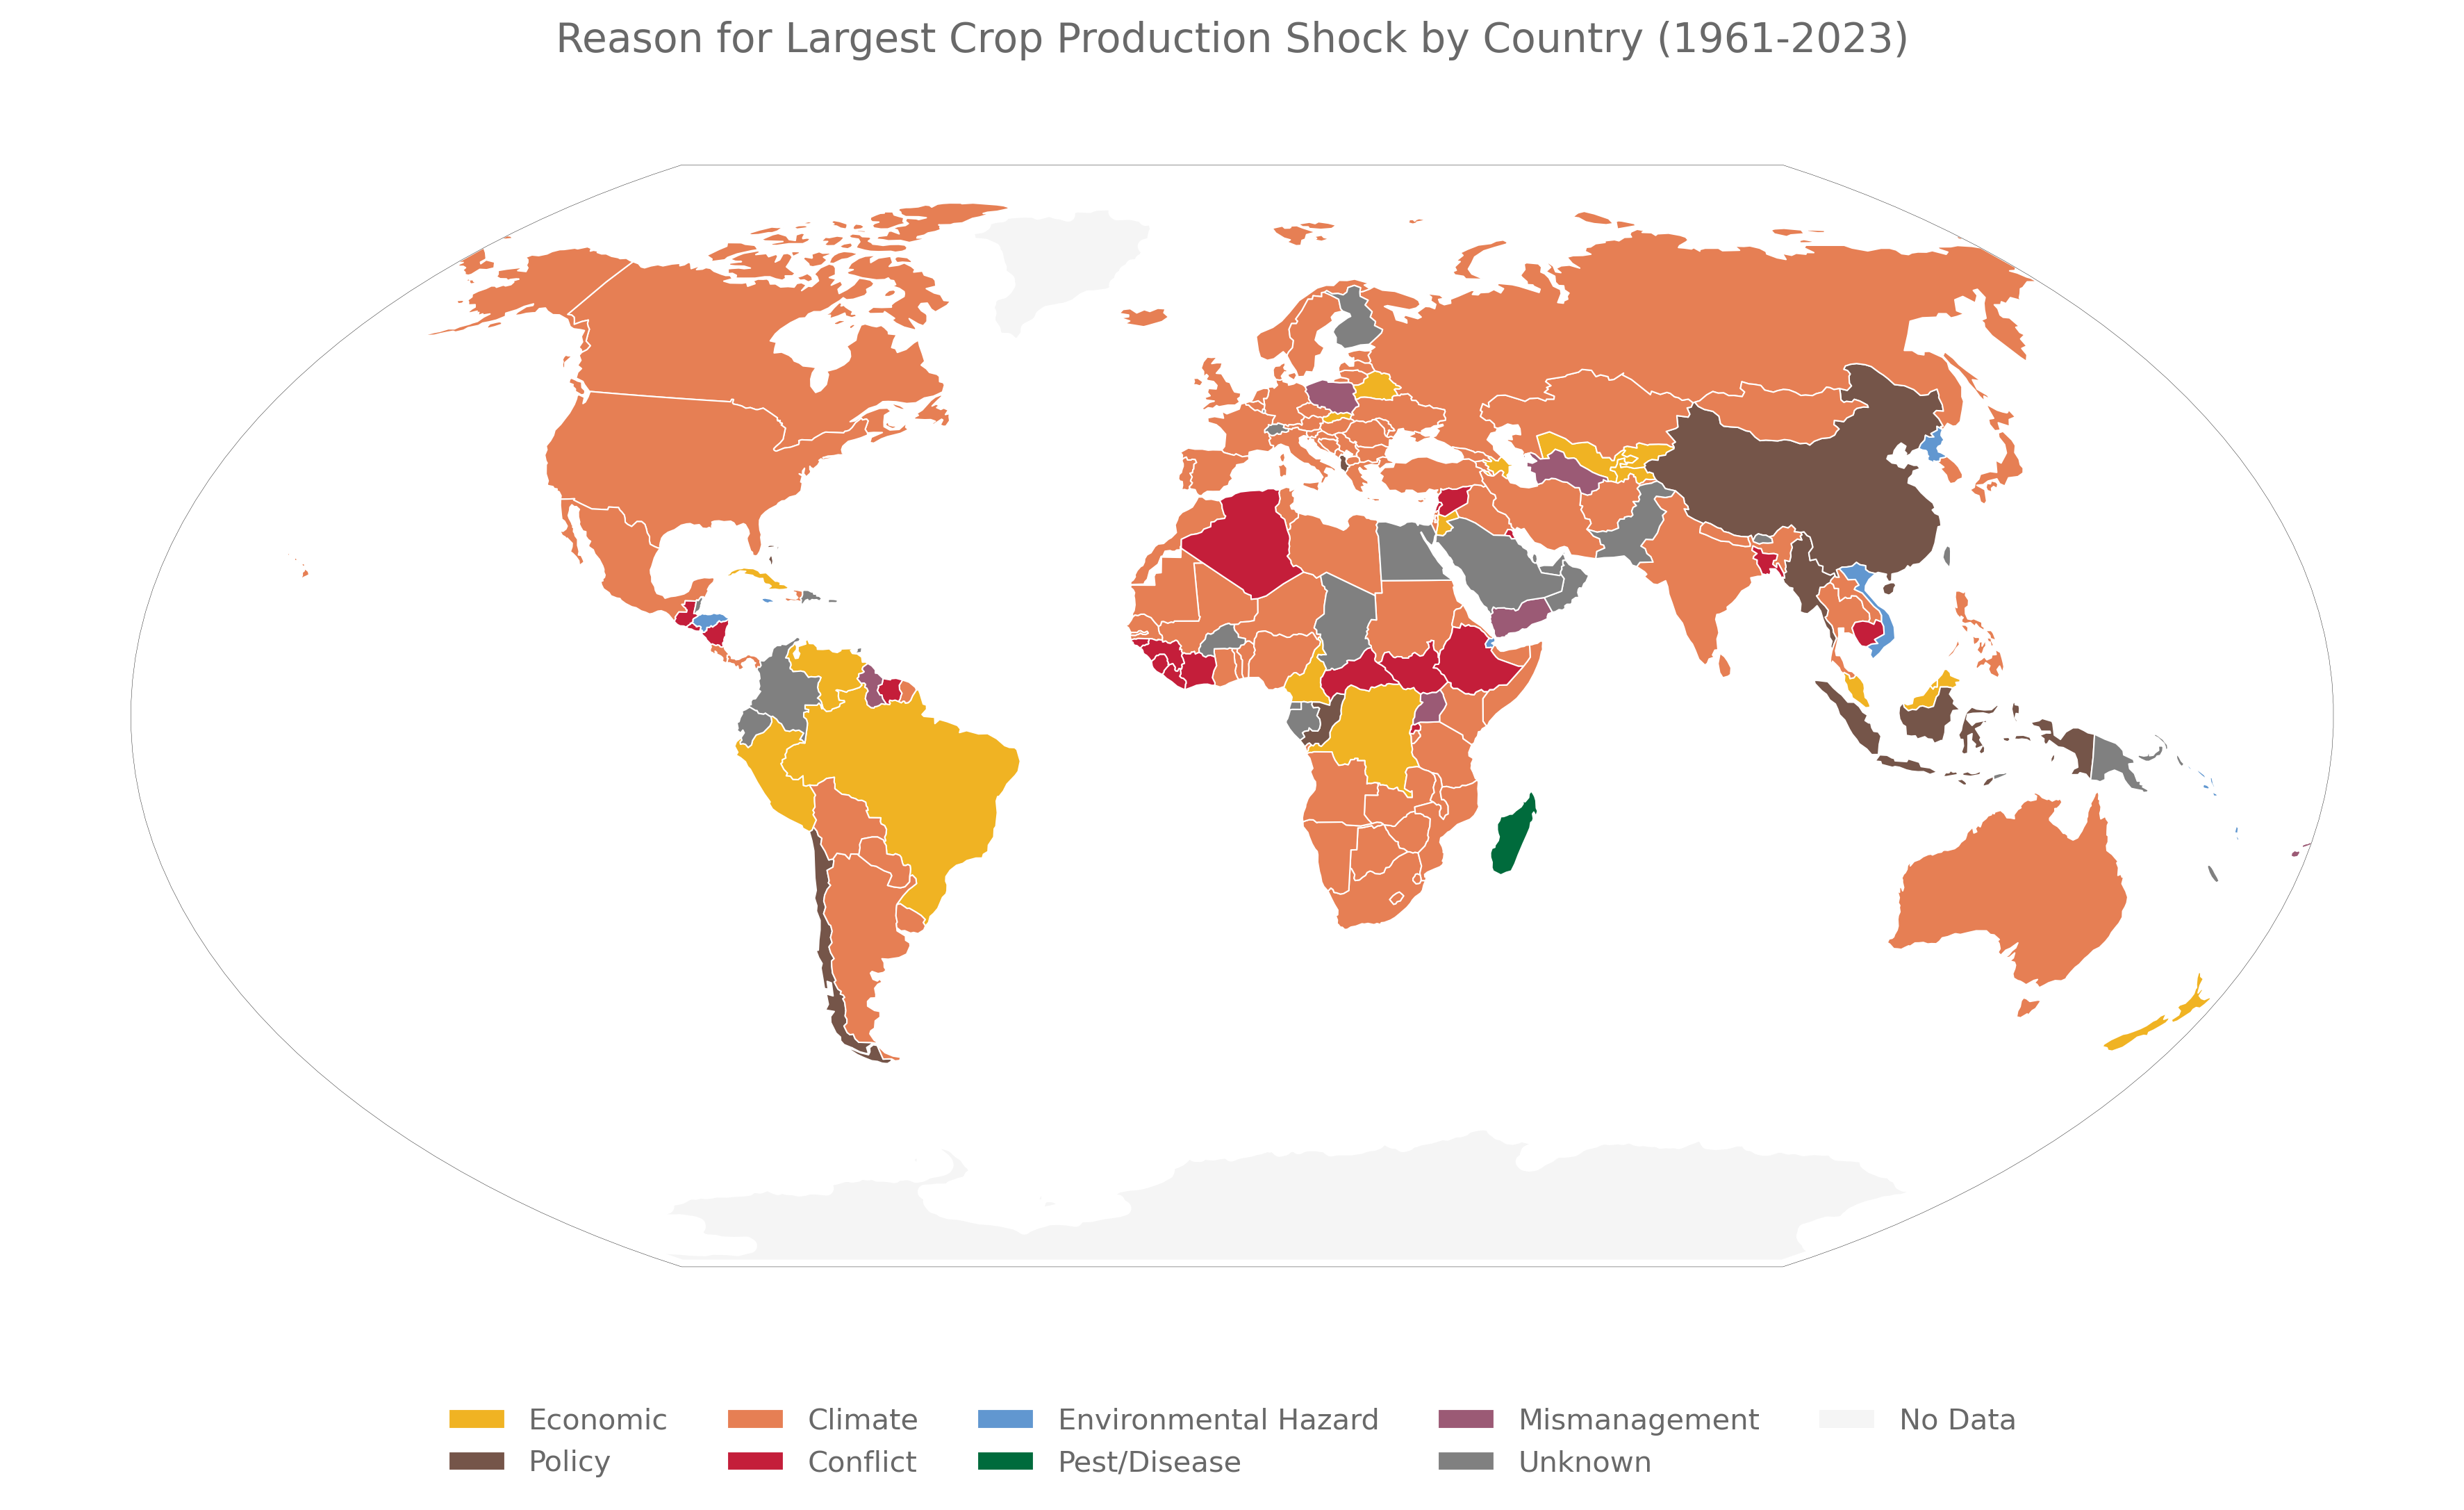 Reason for Largest Crop Production Shock by Country (1961-2023)
Economic
Policy
Climate
Conflict
Environmental Hazard
Pest/Disease
Mismanagement
Unknown
No Data